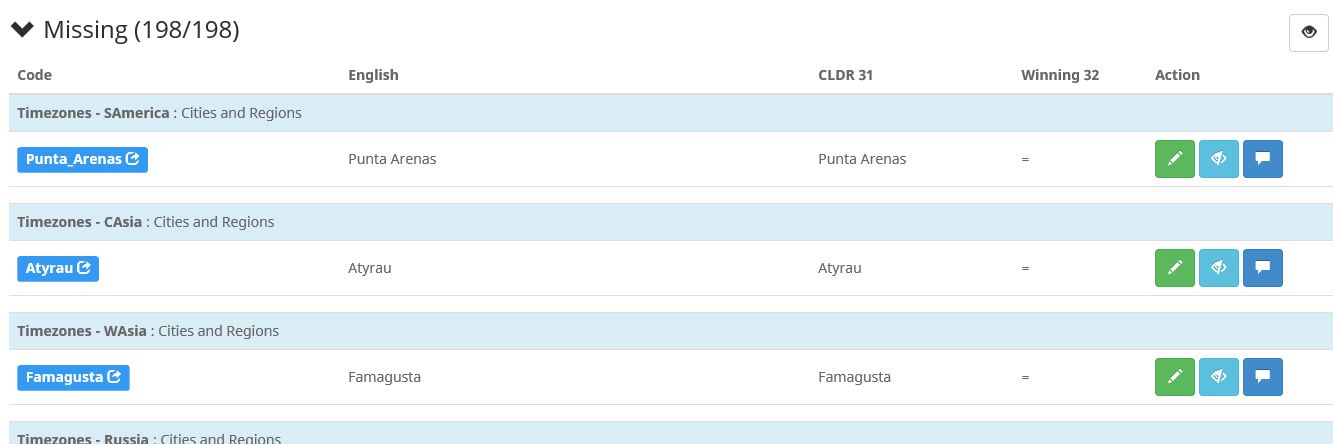 Missing (198/198)
Code English CLDR 31 Winning 32 Action
Timezones - SAmerica : Cities and Regions
Punta_Arenas Punta Arenas Punta Arenas =
Timezones - CAsia : Cities and Regions
Atyrau Atyrau Atyrau =
Timezones - WAsia : Cities and Regions
Famagusta Famagusta Famagusta =
Timezones - Russia : Cities and Regions